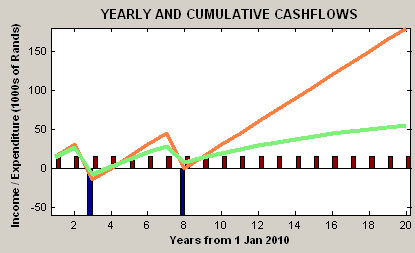 YEARLY AND CUMULATIVE CASHFLOWS
Income / Expenditure (1000s of Rands)
150
100
50
0
-50
2 4 6 8 10 12 14 16 18 20
Years from 1 Jan 2010